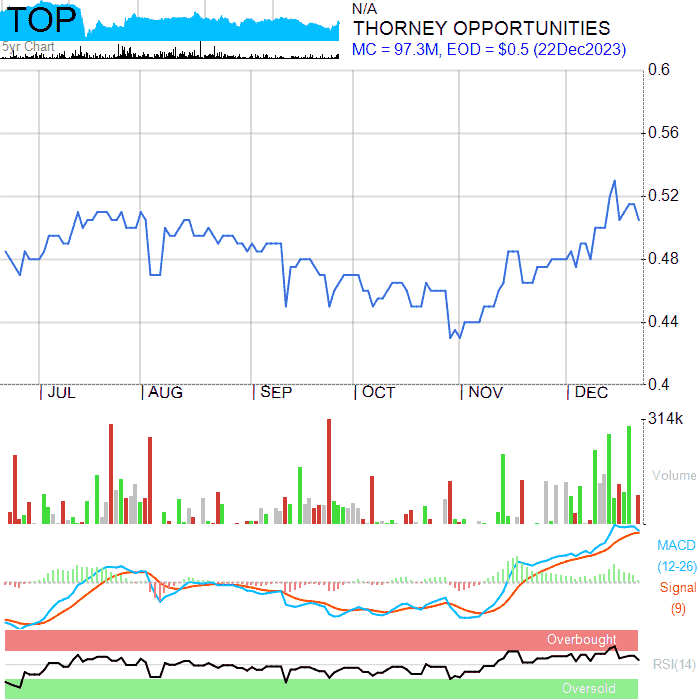 TOP
5yr Chart
N/A
THORNEY OPPORTUNITIES
MC = 97.3M, EOD = $0.5 (22Dec2023)
0.6
0.56
0.52
0.48
0.44
0.4
JUL AUG SEP OCT NOV DEC
314k
Volume
MACD
(12-26)
Signal
(9)
Overbought
RSI(14)
Oversold